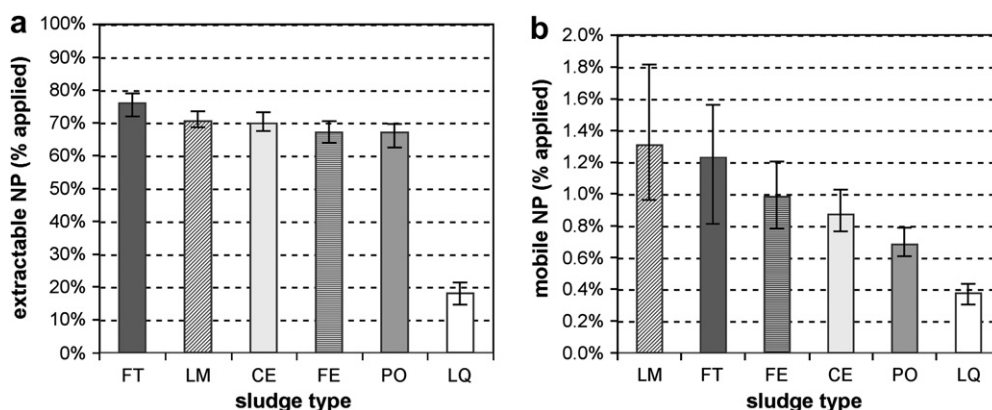 a
extractable NP (% applied)
100%
90%
80%
70%
60%
50%
40%
30%
20%
10%
0%
FT LM CE FE PO LQ
sludge type
b
mobile NP (% applied)
2.0%
1.8%
1.6%
1.4%
1.2%
1.0%
0.8%
0.6%
0.4%
0.2%
0.0%
LM FT FE CE PO LQ
sludge type